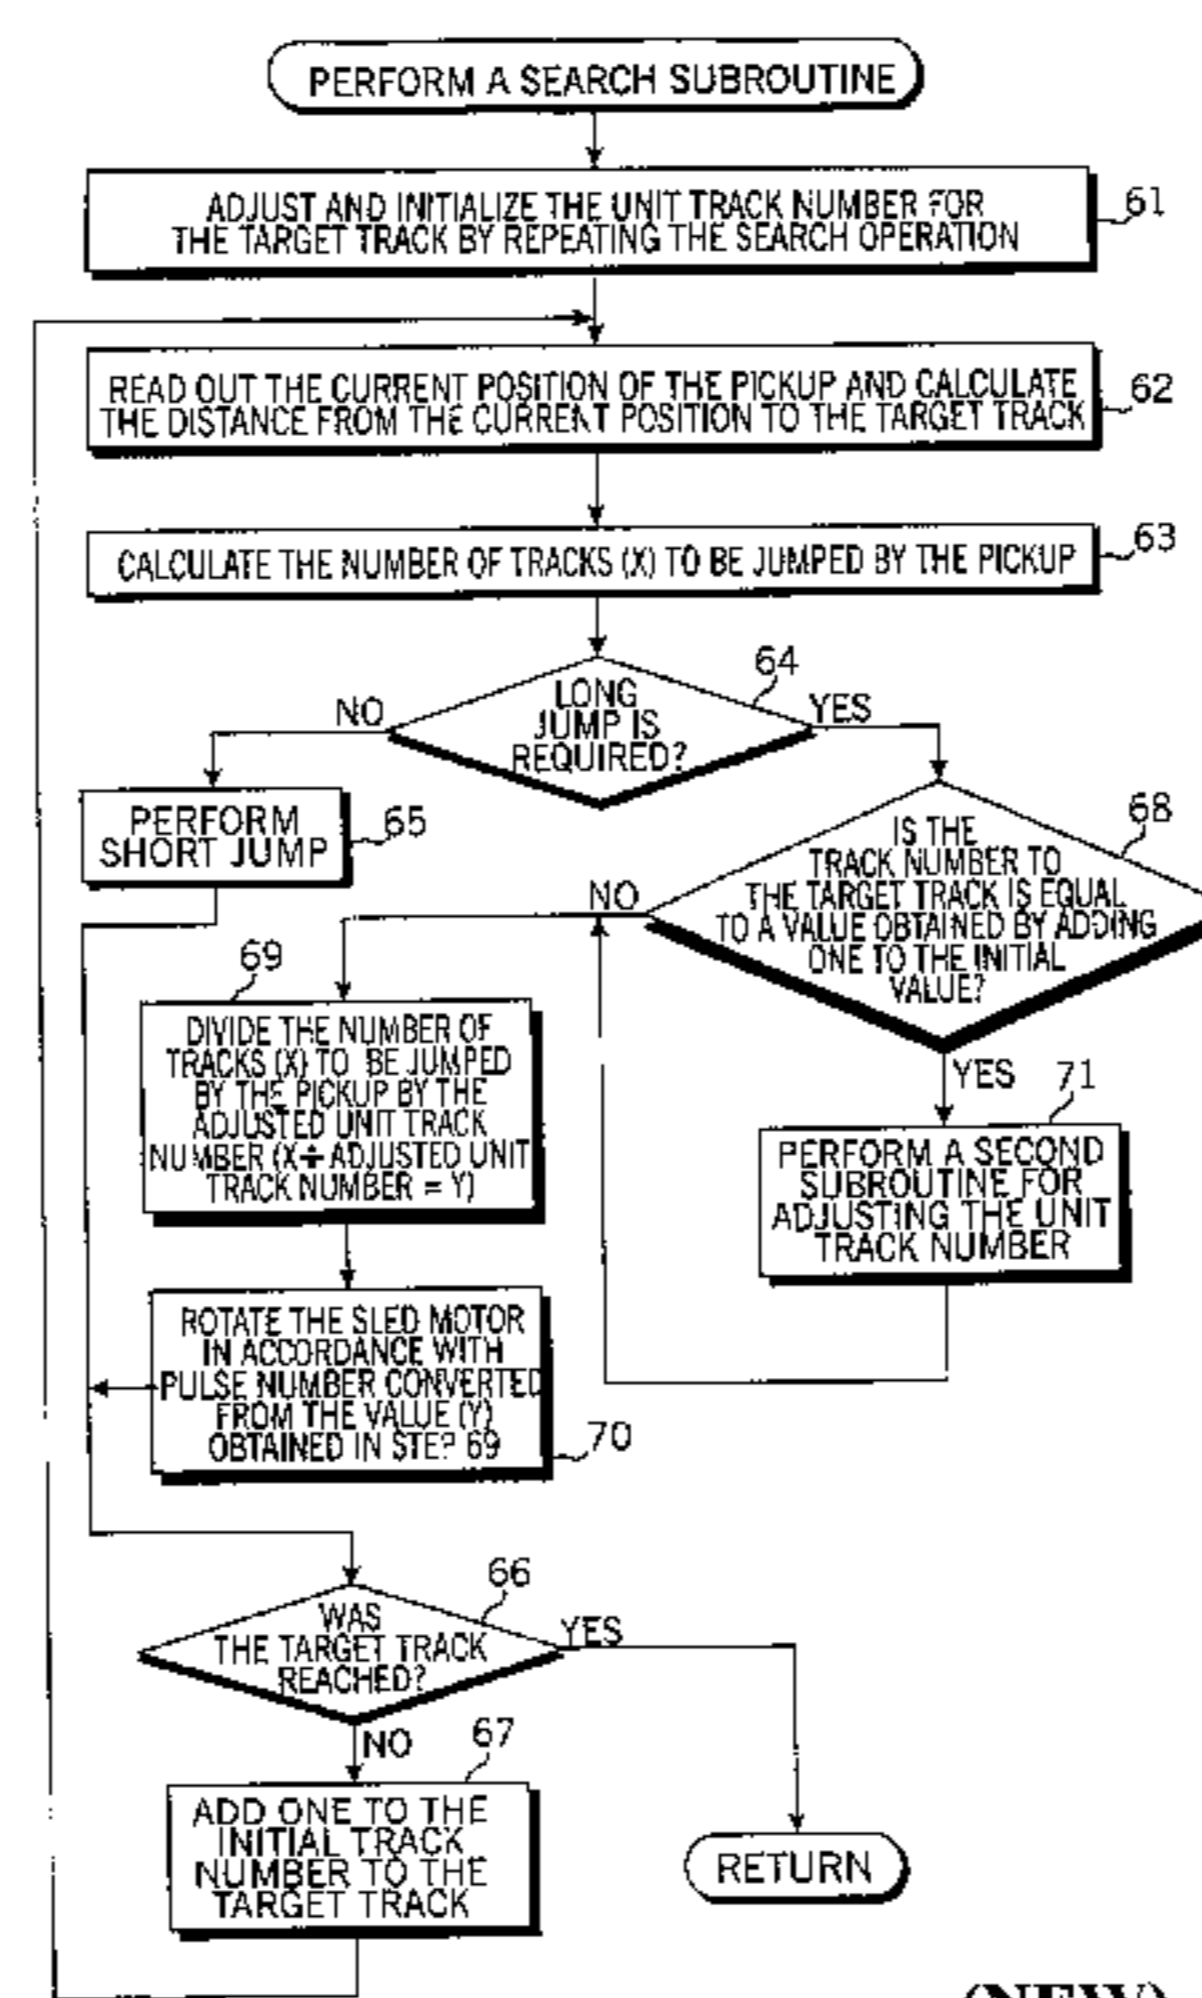 PERFORM A SEARCH SUBROUTINE
ADJUST AND INITIALIZE THE UNIT TRACK NUMBER FOR
THE TARGET TRACK BY REPEATING THE SEARCH OPERATION
61
READ OUT THE CURRENT POSITION OF THE PICKUP AND CALCULATE
THE DISTANCE FROM THE CURRENT POSITION TO THE TARGET TRACK
62
CALCULATE THE NUMBER OF TRACKS (X) TO BE JUMPED BY THE PICKUP
63
64
LONG
JUMP IS
REQUIRED?
NO
YES
PERFORM
SHORT JUMP
65
68
IS THE
TRACK NUMBER TO
THE TARGET TRACK IS EQUAL
TO A VALUE OBTAINED BY ADDING
ONE TO THE INITIAL
VALUE?
NO
YES
69
DIVIDE THE NUMBER OF
TRACKS (X) TO BE JUMPED
BY THE PICKUP BY THE
ADJUSTED UNIT TRACK
NUMBER (X÷ADJUSTED UNIT
TRACK NUMBER = Y)
71
PERFORM A SECOND
SUBROUTINE FOR
ADJUSTING THE UNIT
TRACK NUMBER
ROTATE THE SLED MOTOR
IN ACCORDANCE WITH
PULSE NUMBER CONVERTED
FROM THE VALUE (Y)
OBTAINED IN STE? 69
70
66
WAS
THE TARGET TRACK
REACHED?
YES
NO
67
ADD ONE TO THE
INITIAL TRACK
NUMBER TO THE
TARGET TRACK
RETURN
(NEW)